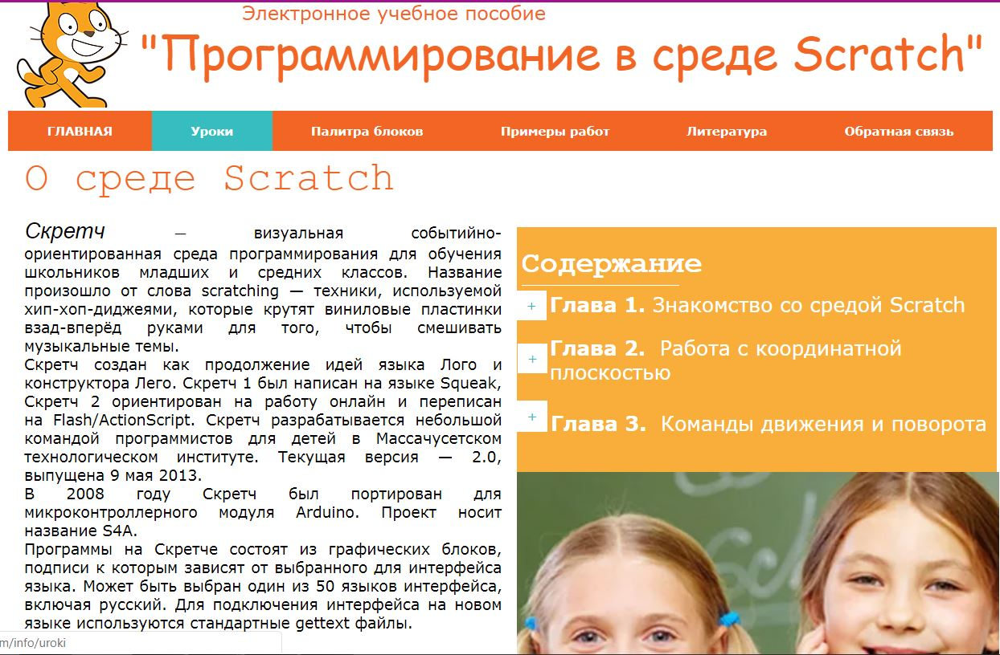 Электронное учебное пособие
"Программирование в среде Scratch"
ГЛАВНАЯ Уроки Палитра блоков Примеры работ Литература Обратная связь
О среде Scratch
Скретч — визуальная событийно-
ориентированная среда программирования для обучения
школьников младших и средних классов. Название
произошло от слова scratching — техники, используемой
хип-хоп-диджеями, которые крутят виниловые пластинки
взад-вперёд руками для того, чтобы смешивать
музыкальные темы.
Скретч создан как продолжение идей языка Лого и
конструктора Лего. Скретч 1 был написан на языке Squeak,
Скретч 2 ориентирован на работу онлайн и переписан
на Flash/ActionScript. Скретч разрабатывается небольшой
командой программистов для детей в Массачусетском
технологическом институте. Текущая версия — 2.0,
выпущена 9 мая 2013.
В 2008 году Скретч был портирован для
микроконтроллерного модуля Arduino. Проект носит
название S4A.
Программы на Скретче состоят из графических блоков,
подписи к которым зависят от выбранного для интерфейса
языка. Может быть выбран один из 50 языков интерфейса,
включая русский. Для подключения интерфейса на новом
языке используются стандартные gettext файлы.
Содержание
+ Глава 1. Знакомство со средой Scratch
+ Глава 2. Работа с координатной
плоскостью
+ Глава 3. Команды движения и поворота
m/info/uroki